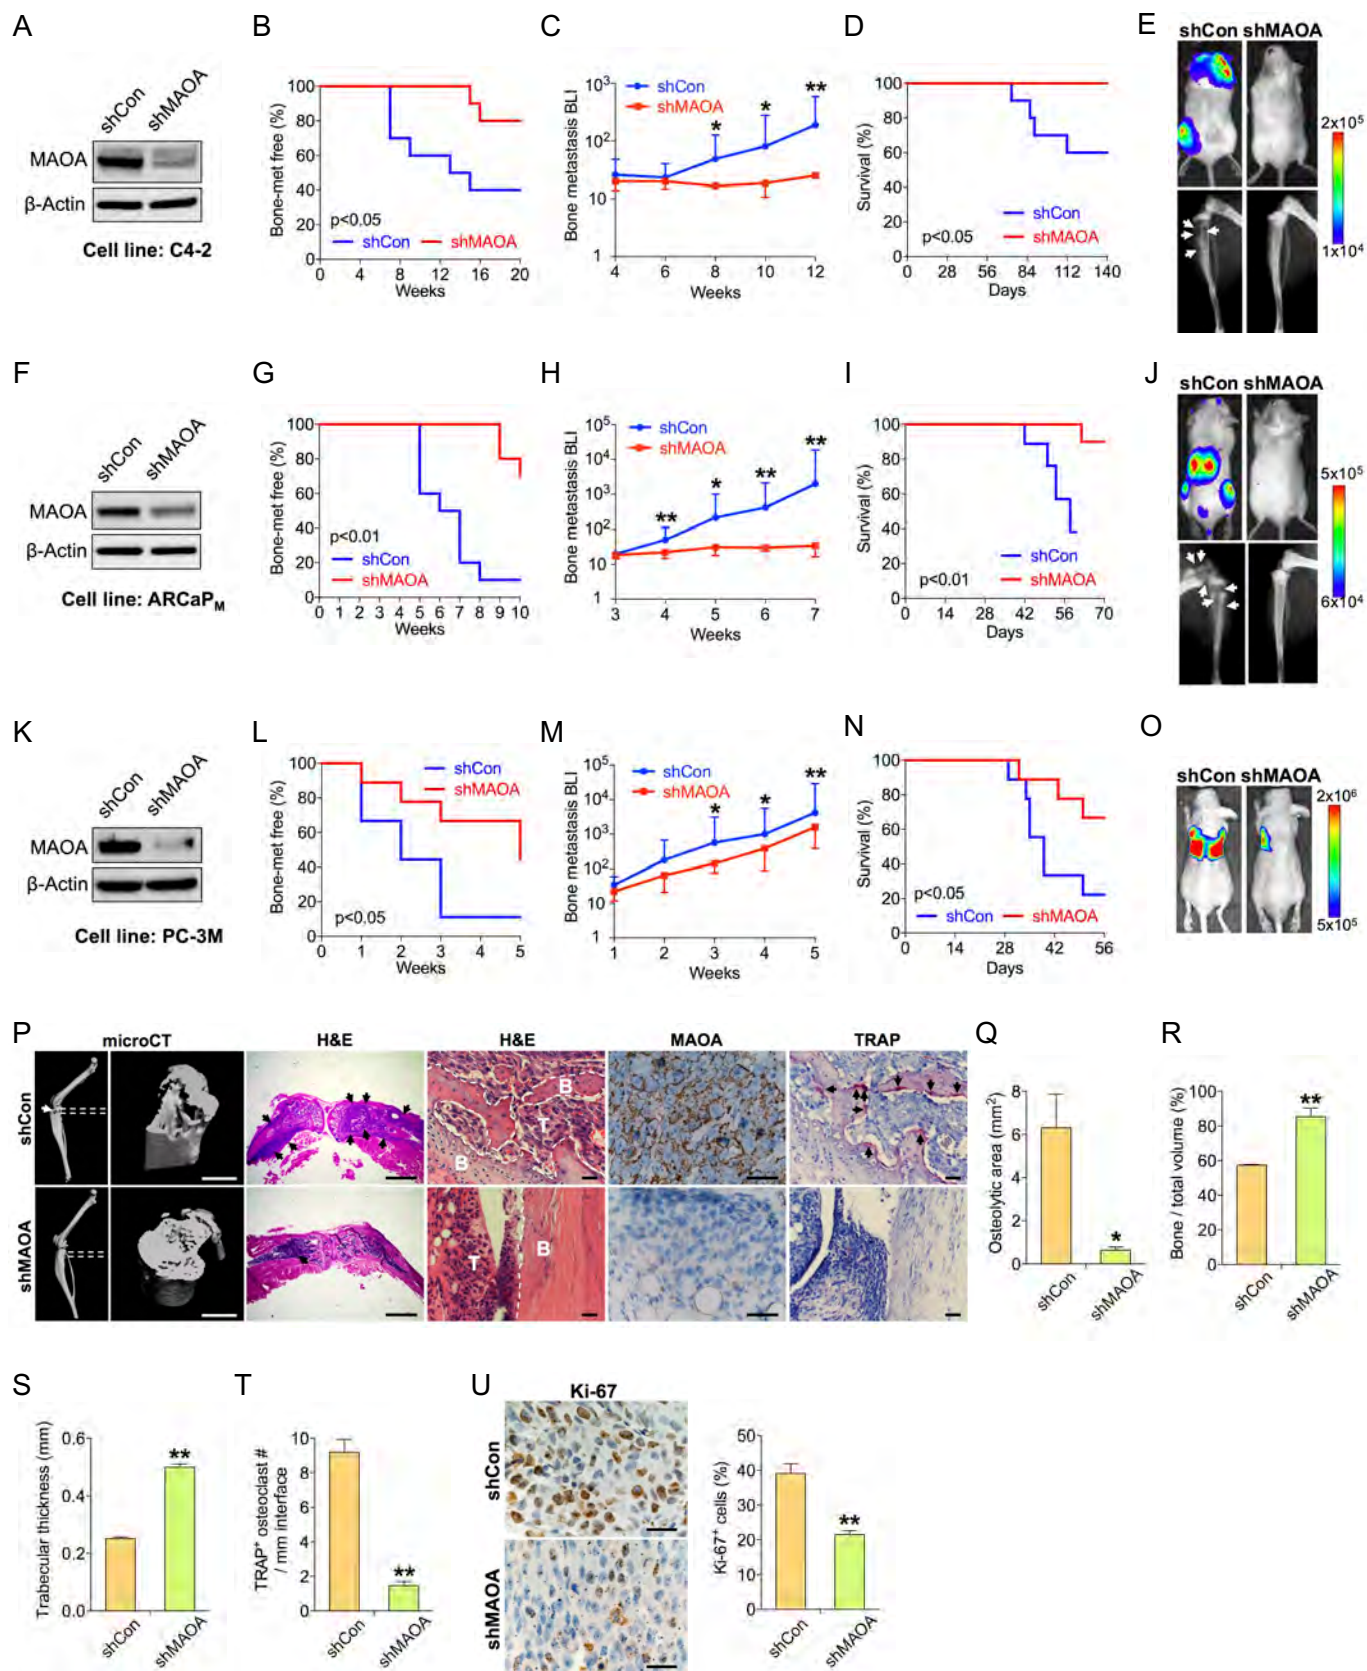 A
shCon
shMAOA
MAOA
β-Actin
Cell line: C4-2
B
Bone-met free (%)
100
80
60
40
20
0
p<0.05
shCon
shMAOA
0 4 8 12 16 20
Weeks
C
Bone metastasis BLI
10³
10²
10
1
shCon
shMAOA
* * **
4 6 8 10 12
Weeks
D
Survival (%)
100
80
60
40
20
0
p<0.05
shCon
shMAOA
0 28 56 84 112 140
Days
E
shCon shMAOA
2x10⁵
1x10⁴
F
shCon
shMAOA
MAOA
β-Actin
Cell line: ARCaPM
G
Bone-met free (%)
100
80
60
40
20
0
p<0.01
shCon
shMAOA
0 1 2 3 4 5 6 7 8 9 10
Weeks
H
Bone metastasis BLI
10⁵
10⁴
10³
10²
10
1
shCon
shMAOA
** * ** **
3 4 5 6 7
Weeks
I
Survival (%)
100
80
60
40
20
0
p<0.01
shCon
shMAOA
0 14 28 42 56 70
Days
J
shCon shMAOA
5x10⁵
6x10⁴
K
shCon
shMAOA
MAOA
β-Actin
Cell line: PC-3M
L
Bone-met free (%)
100
80
60
40
20
0
shCon
shMAOA
p<0.05
0 1 2 3 4 5
Weeks
M
Bone metastasis BLI
10⁵
10⁴
10³
10²
10
1
shCon
shMAOA
* * **
1 2 3 4 5
Weeks
N
Survival (%)
100
80
60
40
20
0
p<0.05
shCon
shMAOA
0 14 28 42 56
Days
O
shCon shMAOA
2x10⁶
5x10⁵
P
microCT
H&E
H&E
MAOA
TRAP
shCon
B
T
B
shMAOA
T
B
Q
Osteolytic area (mm²)
8
6
4
2
0
*
shCon
shMAOA
R
Bone / total volume (%)
100
80
60
40
20
0
**
shCon
shMAOA
S
Trabecular thickness (mm)
0.6
0.4
0.2
0.0
**
shCon
shMAOA
T
TRAP⁺ osteoclast #
/ mm interface
10
8
6
4
2
0
**
shCon
shMAOA
U
Ki-67
shCon
shMAOA
Ki-67⁺ cells (%)
50
40
30
20
10
0
**
shCon
shMAOA